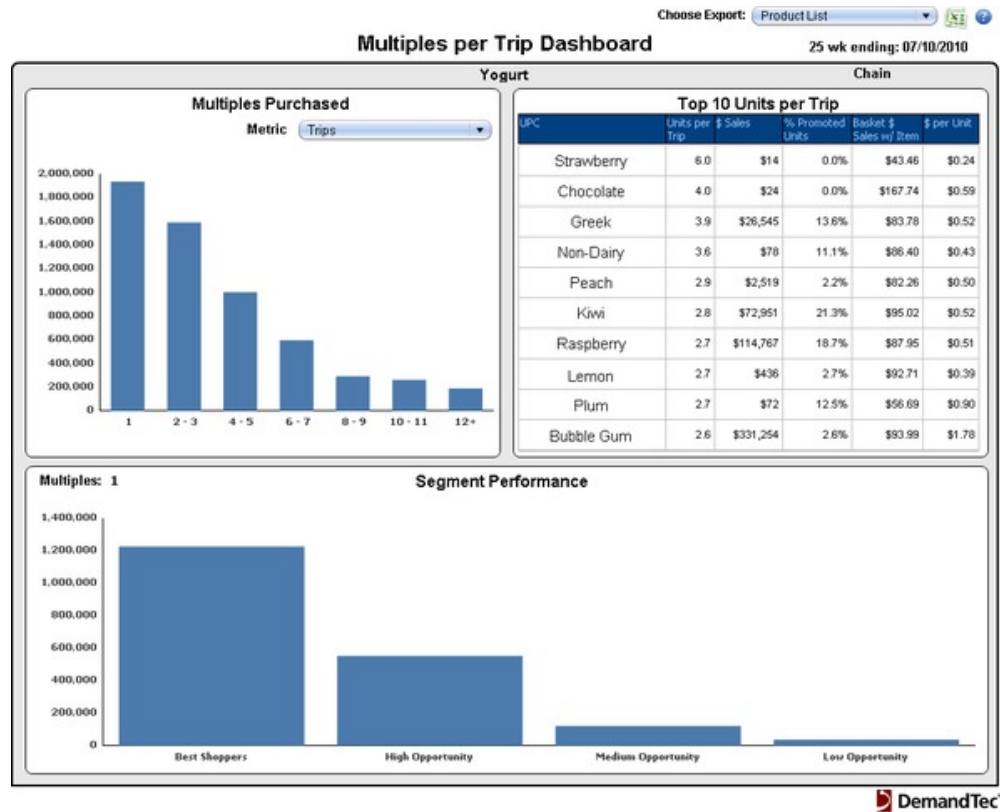 Choose Export: Product List
Multiples per Trip Dashboard
25 wk ending: 07/10/2010
Yogurt Chain
Multiples Purchased
Metric Trips
2,000,000
1,800,000
1,600,000
1,400,000
1,200,000
1,000,000
800,000
600,000
400,000
200,000
0
1 2 - 3 4 - 5 6 - 7 8 - 9 10 - 11 12+
Top 10 Units per Trip
UPC Units per Trip $ Sales % Promoted Units Basket $ Sales w/ Item $ per Unit
Strawberry 6.0 $14 0.0% $43.46 $0.24
Chocolate 4.0 $24 0.0% $167.74 $0.59
Greek 3.9 $26,545 13.6% $83.78 $0.52
Non-Dairy 3.6 $78 11.1% $86.40 $0.43
Peach 2.9 $2,519 2.2% $82.26 $0.50
Kiwi 2.8 $72,951 21.3% $95.02 $0.52
Raspberry 2.7 $114,767 18.7% $87.95 $0.51
Lemon 2.7 $436 2.7% $92.71 $0.39
Plum 2.7 $72 12.5% $56.69 $0.90
Bubble Gum 2.6 $331,254 2.6% $93.99 $1.78
Multiples: 1
Segment Performance
1,400,000
1,200,000
1,000,000
800,000
600,000
400,000
200,000
0
Best Shoppers High Opportunity Medium Opportunity Low Opportunity
DemandTec